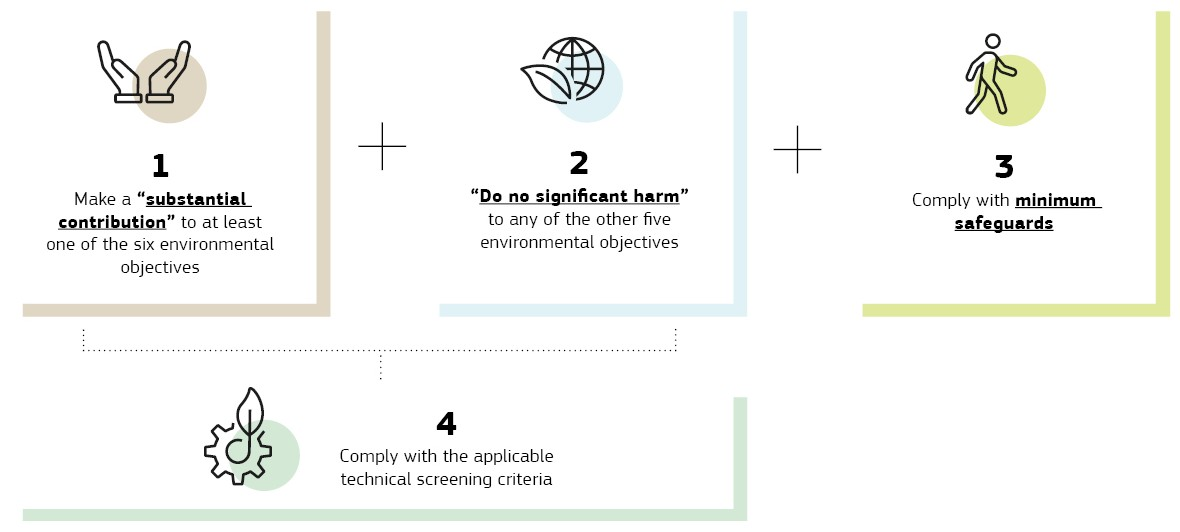 1
Make a “substantial
contribution” to at least
one of the six environmental
objectives
2
“Do no significant harm”
to any of the other five
environmental objectives
3
Comply with minimum
safeguards
4
Comply with the applicable
technical screening criteria